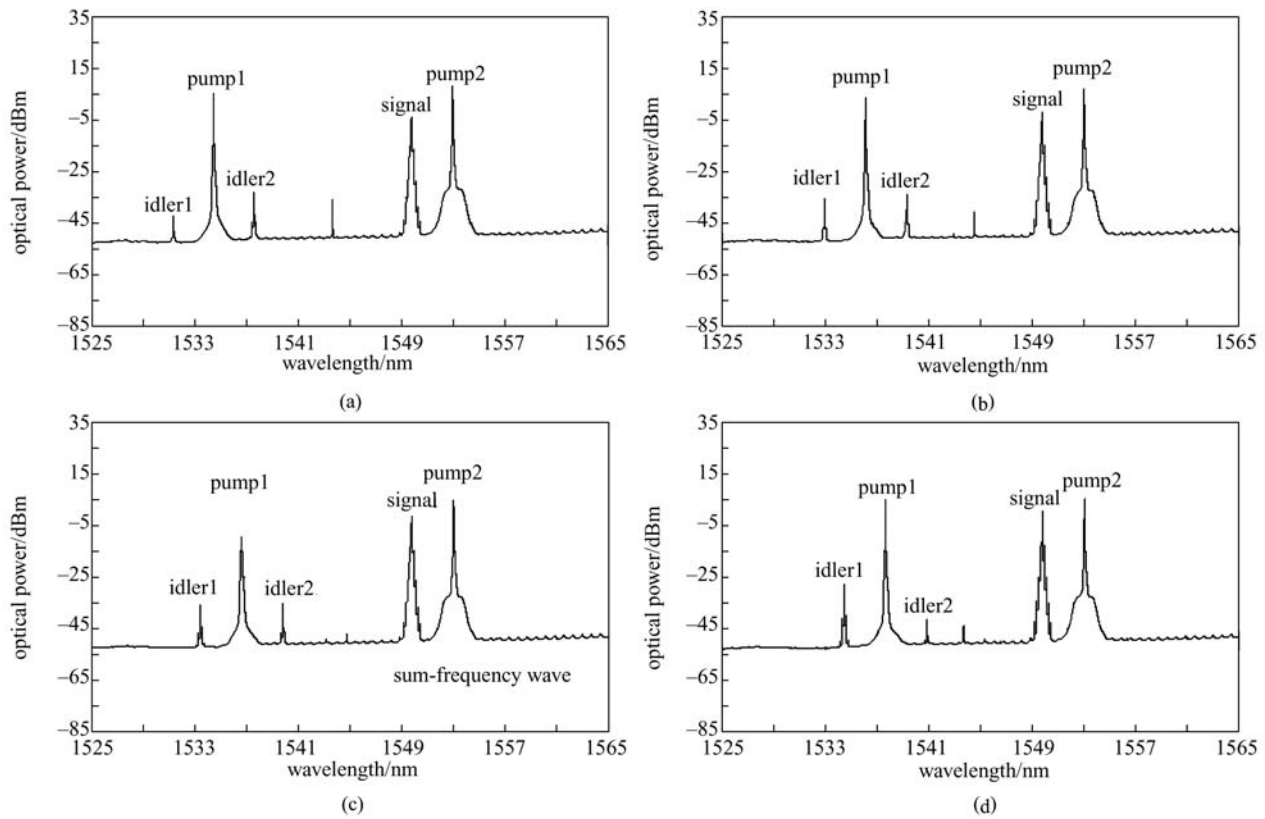 35
15
−5
−25
−45
−65
−85
optical power/dBm
pump1
pump2
signal
idler1
idler2
1525
1533
1541
1549
1557
1565
wavelength/nm
(a)
35
15
−5
−25
−45
−65
−85
optical power/dBm
pump1
pump2
signal
idler1
idler2
1525
1533
1541
1549
1557
1565
wavelength/nm
(b)
35
15
−5
−25
−45
−65
−85
optical power/dBm
pump1
pump2
signal
idler1
idler2
sum-frequency wave
1525
1533
1541
1549
1557
1565
wavelength/nm
(c)
35
15
−5
−25
−45
−65
−85
optical power/dBm
pump1
pump2
signal
idler1
idler2
1525
1533
1541
1549
1557
1565
wavelength/nm
(d)